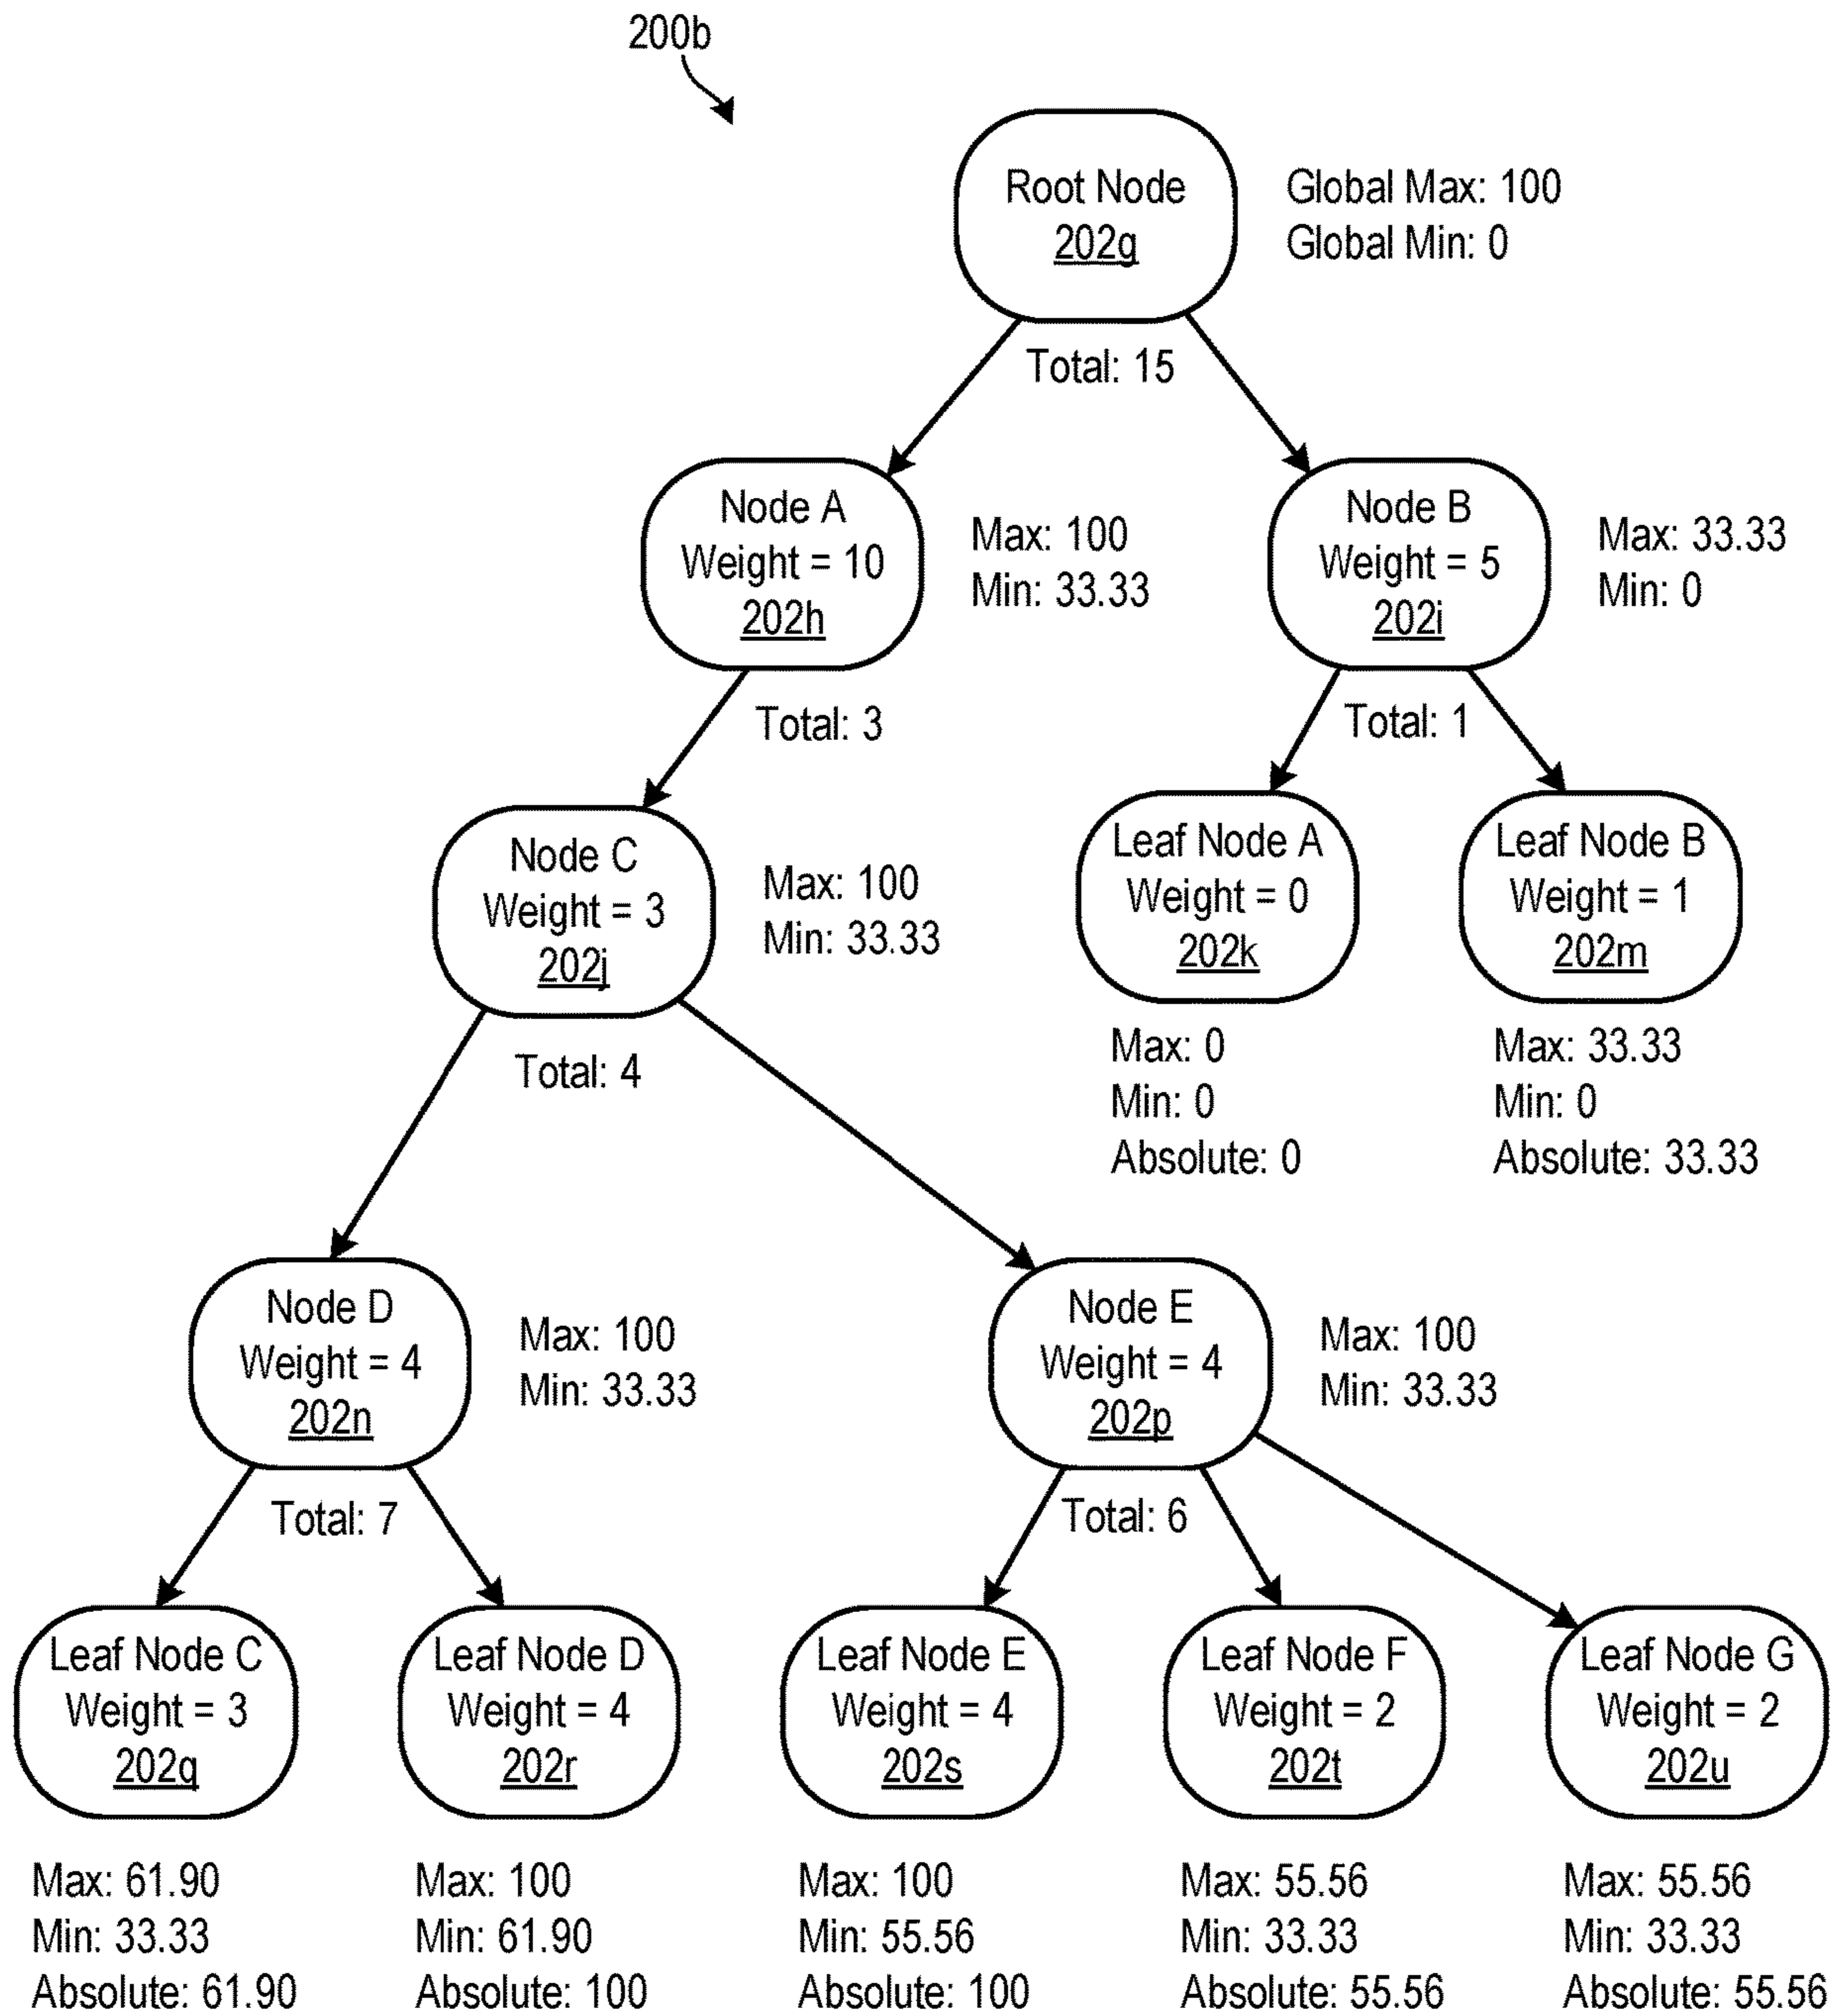 200b
Root Node
202g
Global Max: 100
Global Min: 0
Total: 15
Node A
Weight = 10
202h
Max: 100
Min: 33.33
Node B
Weight = 5
202i
Max: 33.33
Min: 0
Total: 3
Total: 1
Node C
Weight = 3
202j
Max: 100
Min: 33.33
Leaf Node A
Weight = 0
202k
Max: 0
Min: 0
Absolute: 0
Leaf Node B
Weight = 1
202m
Max: 33.33
Min: 0
Absolute: 33.33
Total: 4
Node D
Weight = 4
202n
Max: 100
Min: 33.33
Node E
Weight = 4
202p
Max: 100
Min: 33.33
Total: 7
Total: 6
Leaf Node C
Weight = 3
202q
Max: 61.90
Min: 33.33
Absolute: 61.90
Leaf Node D
Weight = 4
202r
Max: 100
Min: 61.90
Absolute: 100
Leaf Node E
Weight = 4
202s
Max: 100
Min: 55.56
Absolute: 100
Leaf Node F
Weight = 2
202t
Max: 55.56
Min: 33.33
Absolute: 55.56
Leaf Node G
Weight = 2
202u
Max: 55.56
Min: 33.33
Absolute: 55.56